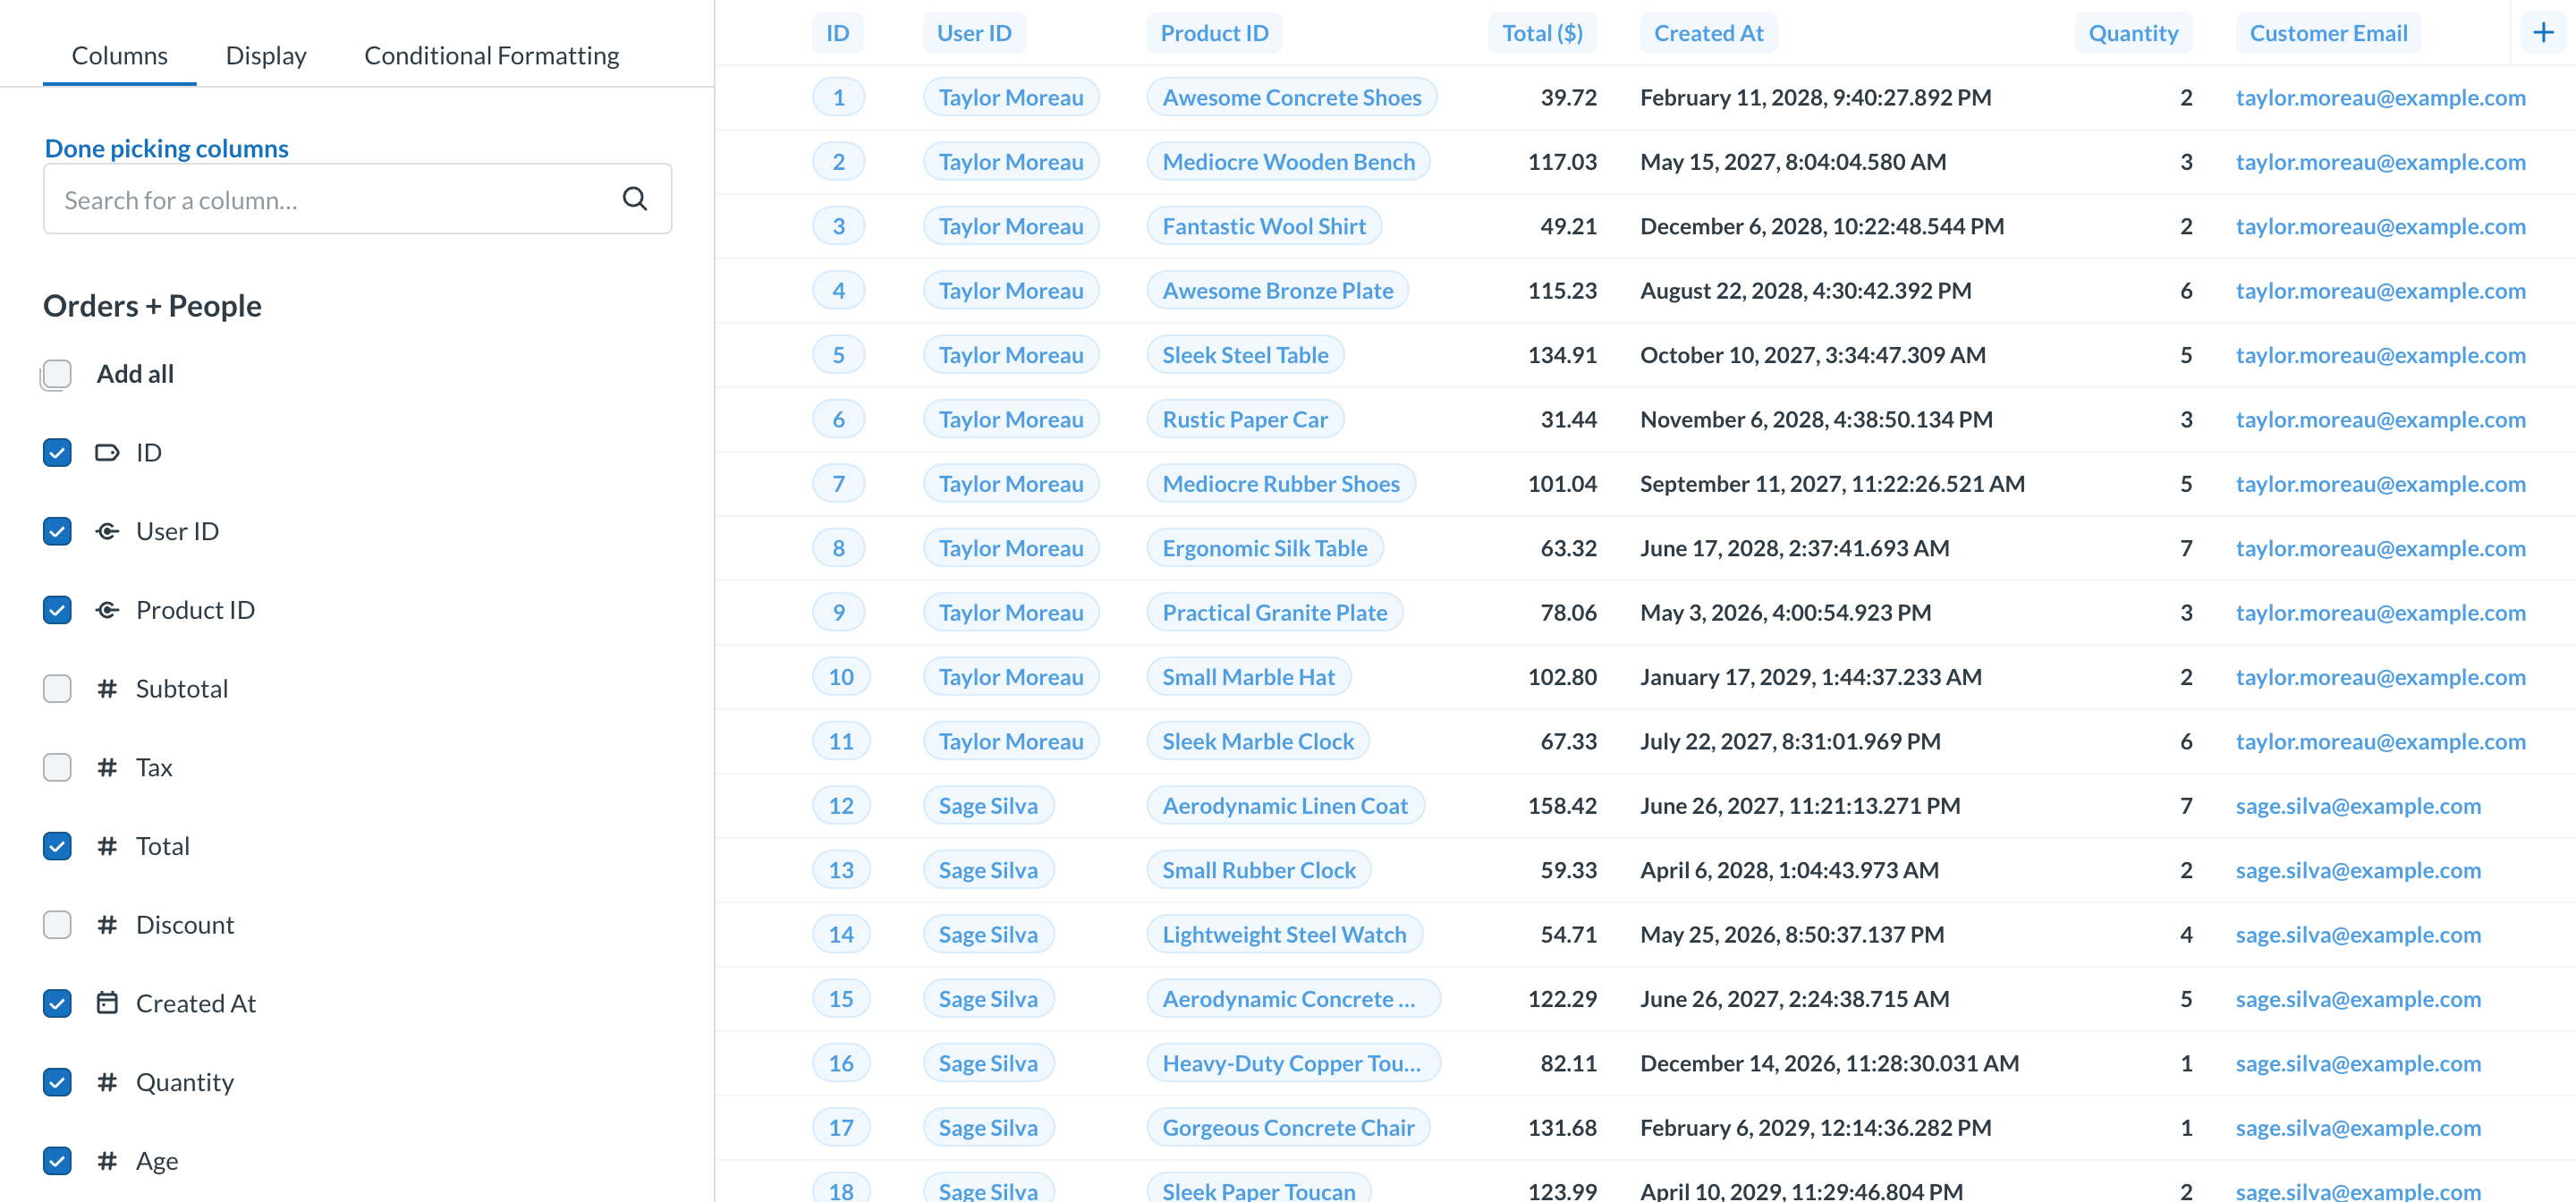 Columns Display Conditional Formatting
Done picking columns
Search for a column...
Orders + People
Add all
ID
User ID
Product ID
Subtotal
Tax
Total
Discount
Created At
Quantity
Age
ID User ID Product ID Total ($) Created At Quantity Customer Email
1 Taylor Moreau Awesome Concrete Shoes 39.72 February 11, 2028, 9:40:27.892 PM 2 taylor.moreau@example.com
2 Taylor Moreau Mediocre Wooden Bench 117.03 May 15, 2027, 8:04:04.580 AM 3 taylor.moreau@example.com
3 Taylor Moreau Fantastic Wool Shirt 49.21 December 6, 2028, 10:22:48.544 PM 2 taylor.moreau@example.com
4 Taylor Moreau Awesome Bronze Plate 115.23 August 22, 2028, 4:30:42.392 PM 6 taylor.moreau@example.com
5 Taylor Moreau Sleek Steel Table 134.91 October 10, 2027, 3:34:47.309 AM 5 taylor.moreau@example.com
6 Taylor Moreau Rustic Paper Car 31.44 November 6, 2028, 4:38:50.134 PM 3 taylor.moreau@example.com
7 Taylor Moreau Mediocre Rubber Shoes 101.04 September 11, 2027, 11:22:26.521 AM 5 taylor.moreau@example.com
8 Taylor Moreau Ergonomic Silk Table 63.32 June 17, 2028, 2:37:41.693 AM 7 taylor.moreau@example.com
9 Taylor Moreau Practical Granite Plate 78.06 May 3, 2026, 4:00:54.923 PM 3 taylor.moreau@example.com
10 Taylor Moreau Small Marble Hat 102.80 January 17, 2029, 1:44:37.233 AM 2 taylor.moreau@example.com
11 Taylor Moreau Sleek Marble Clock 67.33 July 22, 2027, 8:31:01.969 PM 6 taylor.moreau@example.com
12 Sage Silva Aerodynamic Linen Coat 158.42 June 26, 2027, 11:21:13.271 PM 7 sage.silva@example.com
13 Sage Silva Small Rubber Clock 59.33 April 6, 2028, 1:04:43.973 AM 2 sage.silva@example.com
14 Sage Silva Lightweight Steel Watch 54.71 May 25, 2026, 8:50:37.137 PM 4 sage.silva@example.com
15 Sage Silva Aerodynamic Concrete ... 122.29 June 26, 2027, 2:24:38.715 AM 5 sage.silva@example.com
16 Sage Silva Heavy-Duty Copper Tou... 82.11 December 14, 2026, 11:28:30.031 AM 1 sage.silva@example.com
17 Sage Silva Gorgeous Concrete Chair 131.68 February 6, 2029, 12:14:36.282 PM 1 sage.silva@example.com
18 Sage Silva Sleek Paper Toucan 123.99 April 10, 2029, 11:29:46.804 PM 2 sage.silva@example.com